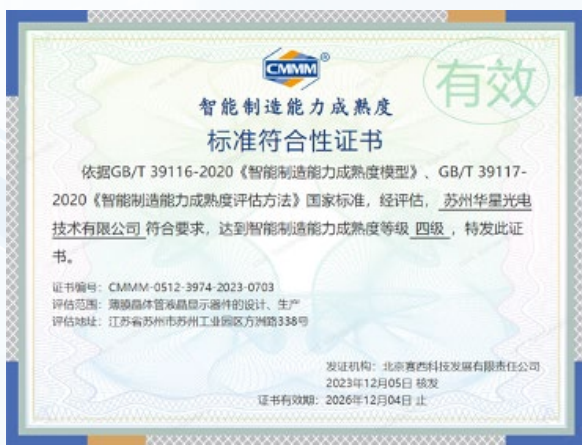 CMMM®
有效
智能制造能力成熟度
标准符合性证书
依据GB/T 39116-2020《智能制造能力成熟度模型》、GB/T 39117-
2020《智能制造能力成熟度评估方法》国家标准，经评估，苏州华星光电
技术有限公司 符合要求，达到智能制造能力成熟度等级 四级 ，特发此证
书。
证书编号：CMMM-0512-3974-2023-0703
评估范围：薄膜晶体管液晶显示器件的设计、生产
评估地址：江苏省苏州市苏州工业园区方洲路338号
发证机构：北京赛西科技发展有限责任公司
2023年12月05日 核发
证书有效期：2026年12月04日 止